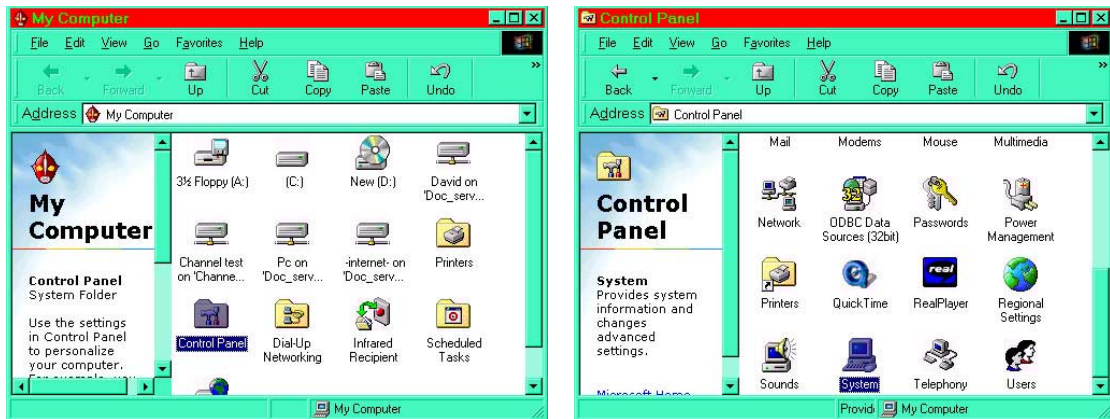 My Computer
File Edit View Go Favorites Help
Back Forward Up Cut Copy Paste Undo »
Address My Computer
My
Computer
Control Panel
System Folder
Use the settings
in Control Panel
to personalize
your computer.
For example, you
3½ Floppy (A:) (C:) New (D:) David on
'Doc_serv...
Channel test
on 'Channe...
Pc on
'Doc_serv...
-internet- on
'Doc_serv...
Printers
Control Panel
Dial-Up
Networking
Infrared
Recipient
Scheduled
Tasks
My Computer
Control Panel
File Edit View Go Favorites Help
Back Forward Up Cut Copy Paste Undo »
Address Control Panel
Control
Panel
System
Provides system
information and
changes
advanced
settings.
Microsoft Home
Mail Modems Mouse Multimedia
Network
ODBC Data
Sources (32bit)
Passwords
Power
Management
Printers QuickTime RealPlayer Regional
Settings
real
Sounds System Telephony Users
Provid My Computer